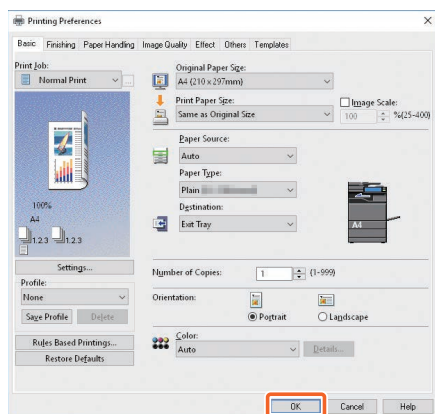 Printing Preferences
Basic Finishing Paper Handling Image Quality Effect Others Templates
Print Job:
Normal Print
...
100%
A4
1.2.3 1.2.3
Settings...
Profile:
None
Save Profile Delete
Rules Based Printings...
Restore Defaults
Original Paper Size:
A4 (210 x 297mm)
Print Paper Size:
Same as Original Size
Image Scale:
100 %(25-400)
Paper Source:
Auto
Paper Type:
Plain
Destination:
Exit Tray
A4
Number of Copies: 1 (1-999)
Orientation:
Portrait Landscape
Color:
Auto Details...
OK Cancel Help